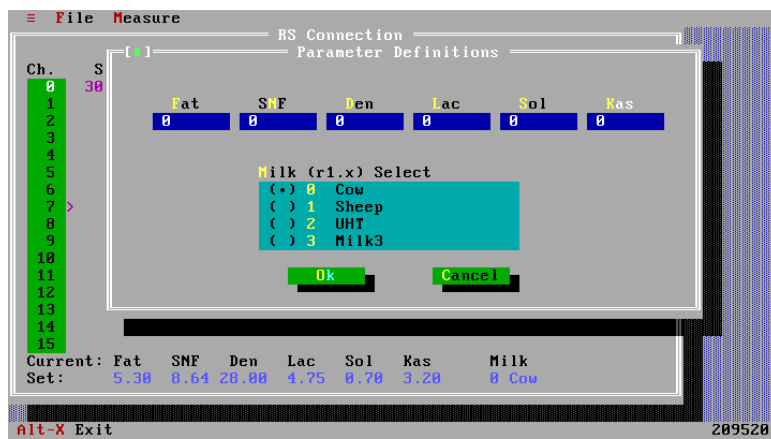 ≡ File Measure
RS Connection
[▪] Parameter Definitions
Ch. S
0 30
1 Fat SNF Den Lac Sol Kas
2 0 0 0 0 0 0
3
4
5 Milk (r1.x) Select
6 (•) 0 Cow
7 > ( ) 1 Sheep
8 ( ) 2 UHT
9 ( ) 3 Milk3
10
11 Ok Cancel
12
13
14
15
Current: Fat SNF Den Lac Sol Kas Milk
Set: 5.30 8.64 28.00 4.75 0.70 3.20 0 Cow
Alt-X Exit 209520